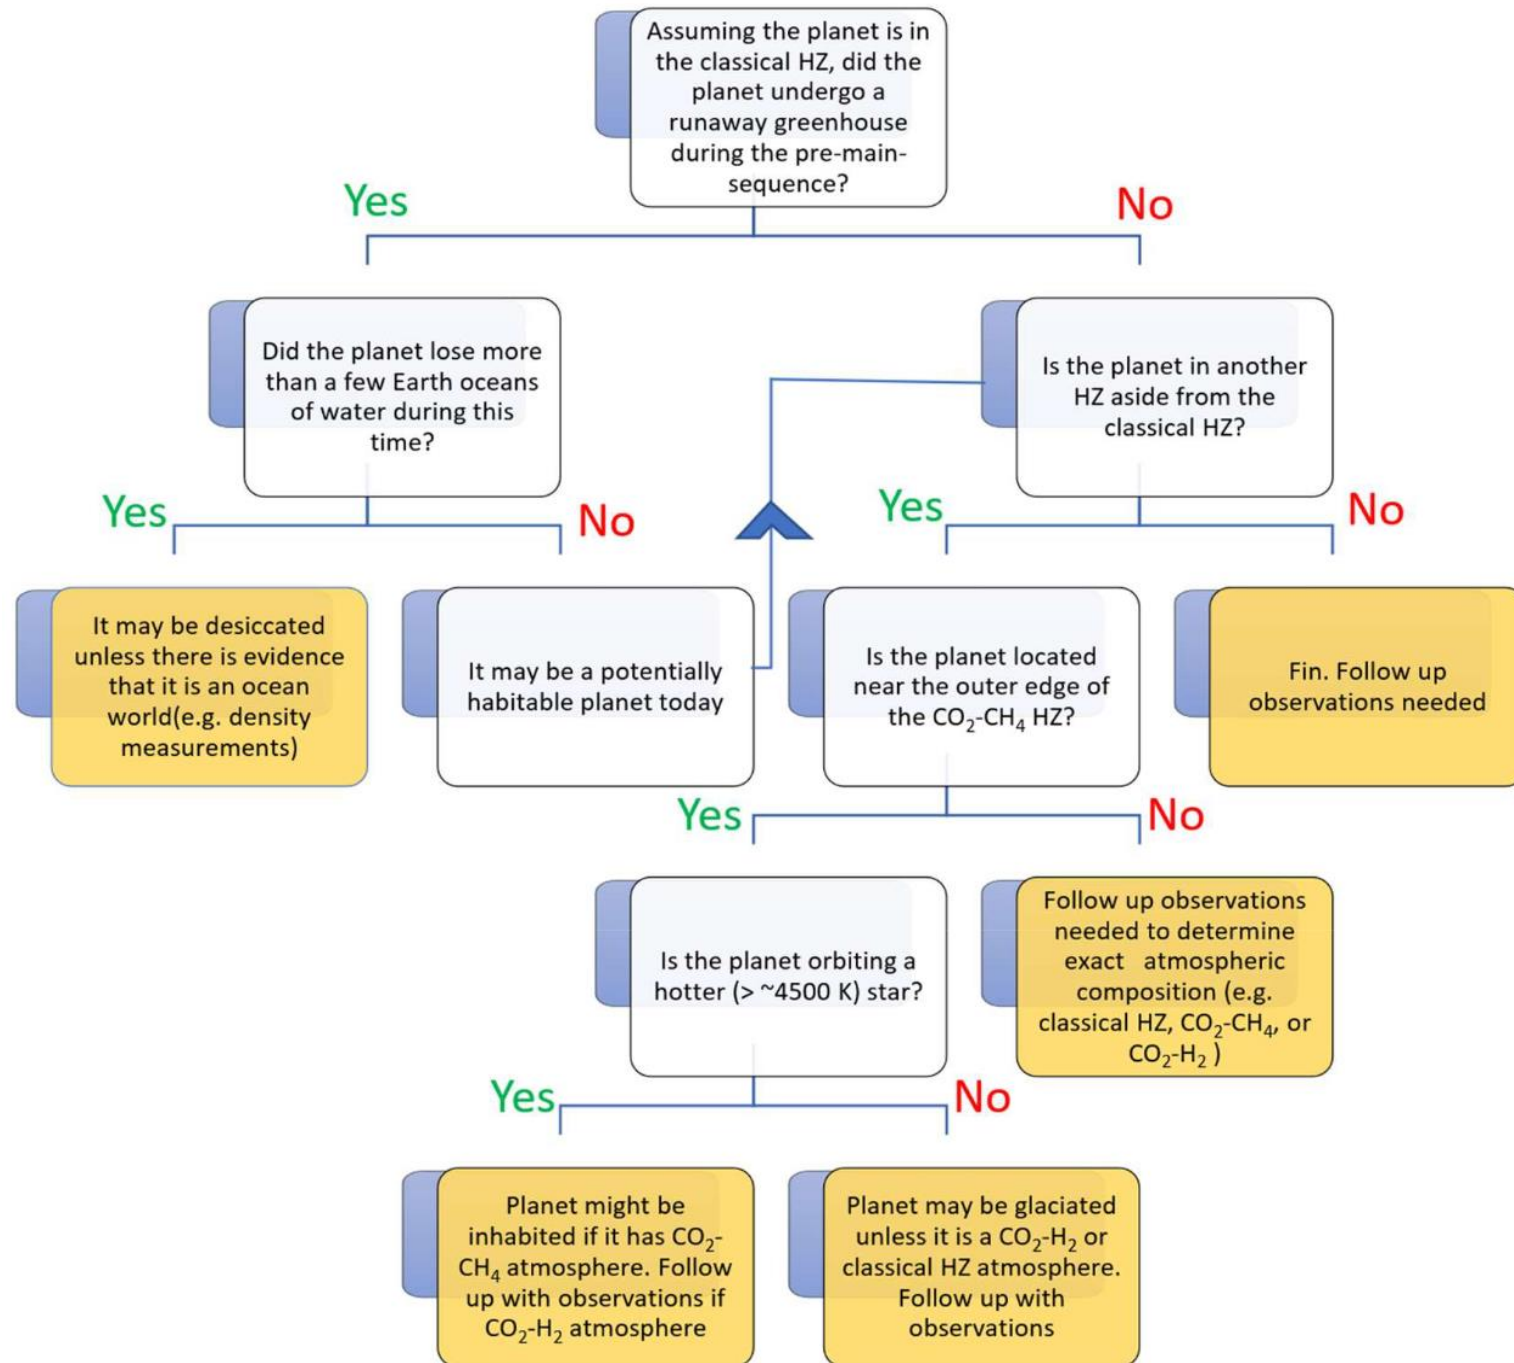 Assuming the planet is in
the classical HZ, did the
planet undergo a
runaway greenhouse
during the pre-main-
sequence?
Yes
No
Did the planet lose more
than a few Earth oceans
of water during this
time?
Is the planet in another
HZ aside from the
classical HZ?
Yes
No
Yes
No
It may be desiccated
unless there is evidence
that it is an ocean
world(e.g. density
measurements)
It may be a potentially
habitable planet today
Is the planet located
near the outer edge of
the CO₂-CH₄ HZ?
Fin. Follow up
observations needed
Yes
No
Is the planet orbiting a
hotter (> ~4500 K) star?
Follow up observations
needed to determine
exact atmospheric
composition (e.g.
classical HZ, CO₂-CH₄, or
CO₂-H₂ )
Yes
No
Planet might be
inhabited if it has CO₂-
CH₄ atmosphere. Follow
up with observations if
CO₂-H₂ atmosphere
Planet may be glaciated
unless it is a CO₂-H₂ or
classical HZ atmosphere.
Follow up with
observations